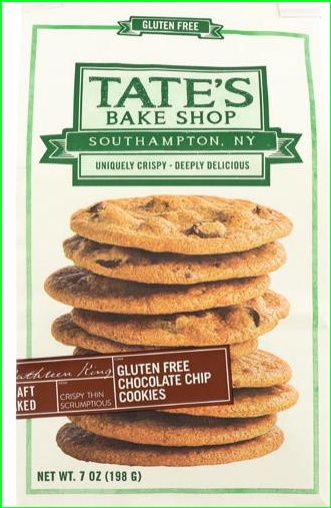 GLUTEN FREE
TATE'S
BAKE SHOP
SOUTHAMPTON, NY
UNIQUELY CRISPY - DEEPLY DELICIOUS
King
GLUTEN FREE
CHOCOLATE CHIP
COOKIES
CRISPY THIN
SCRUMPTIOUS
NET WT. 7 OZ (198 G)